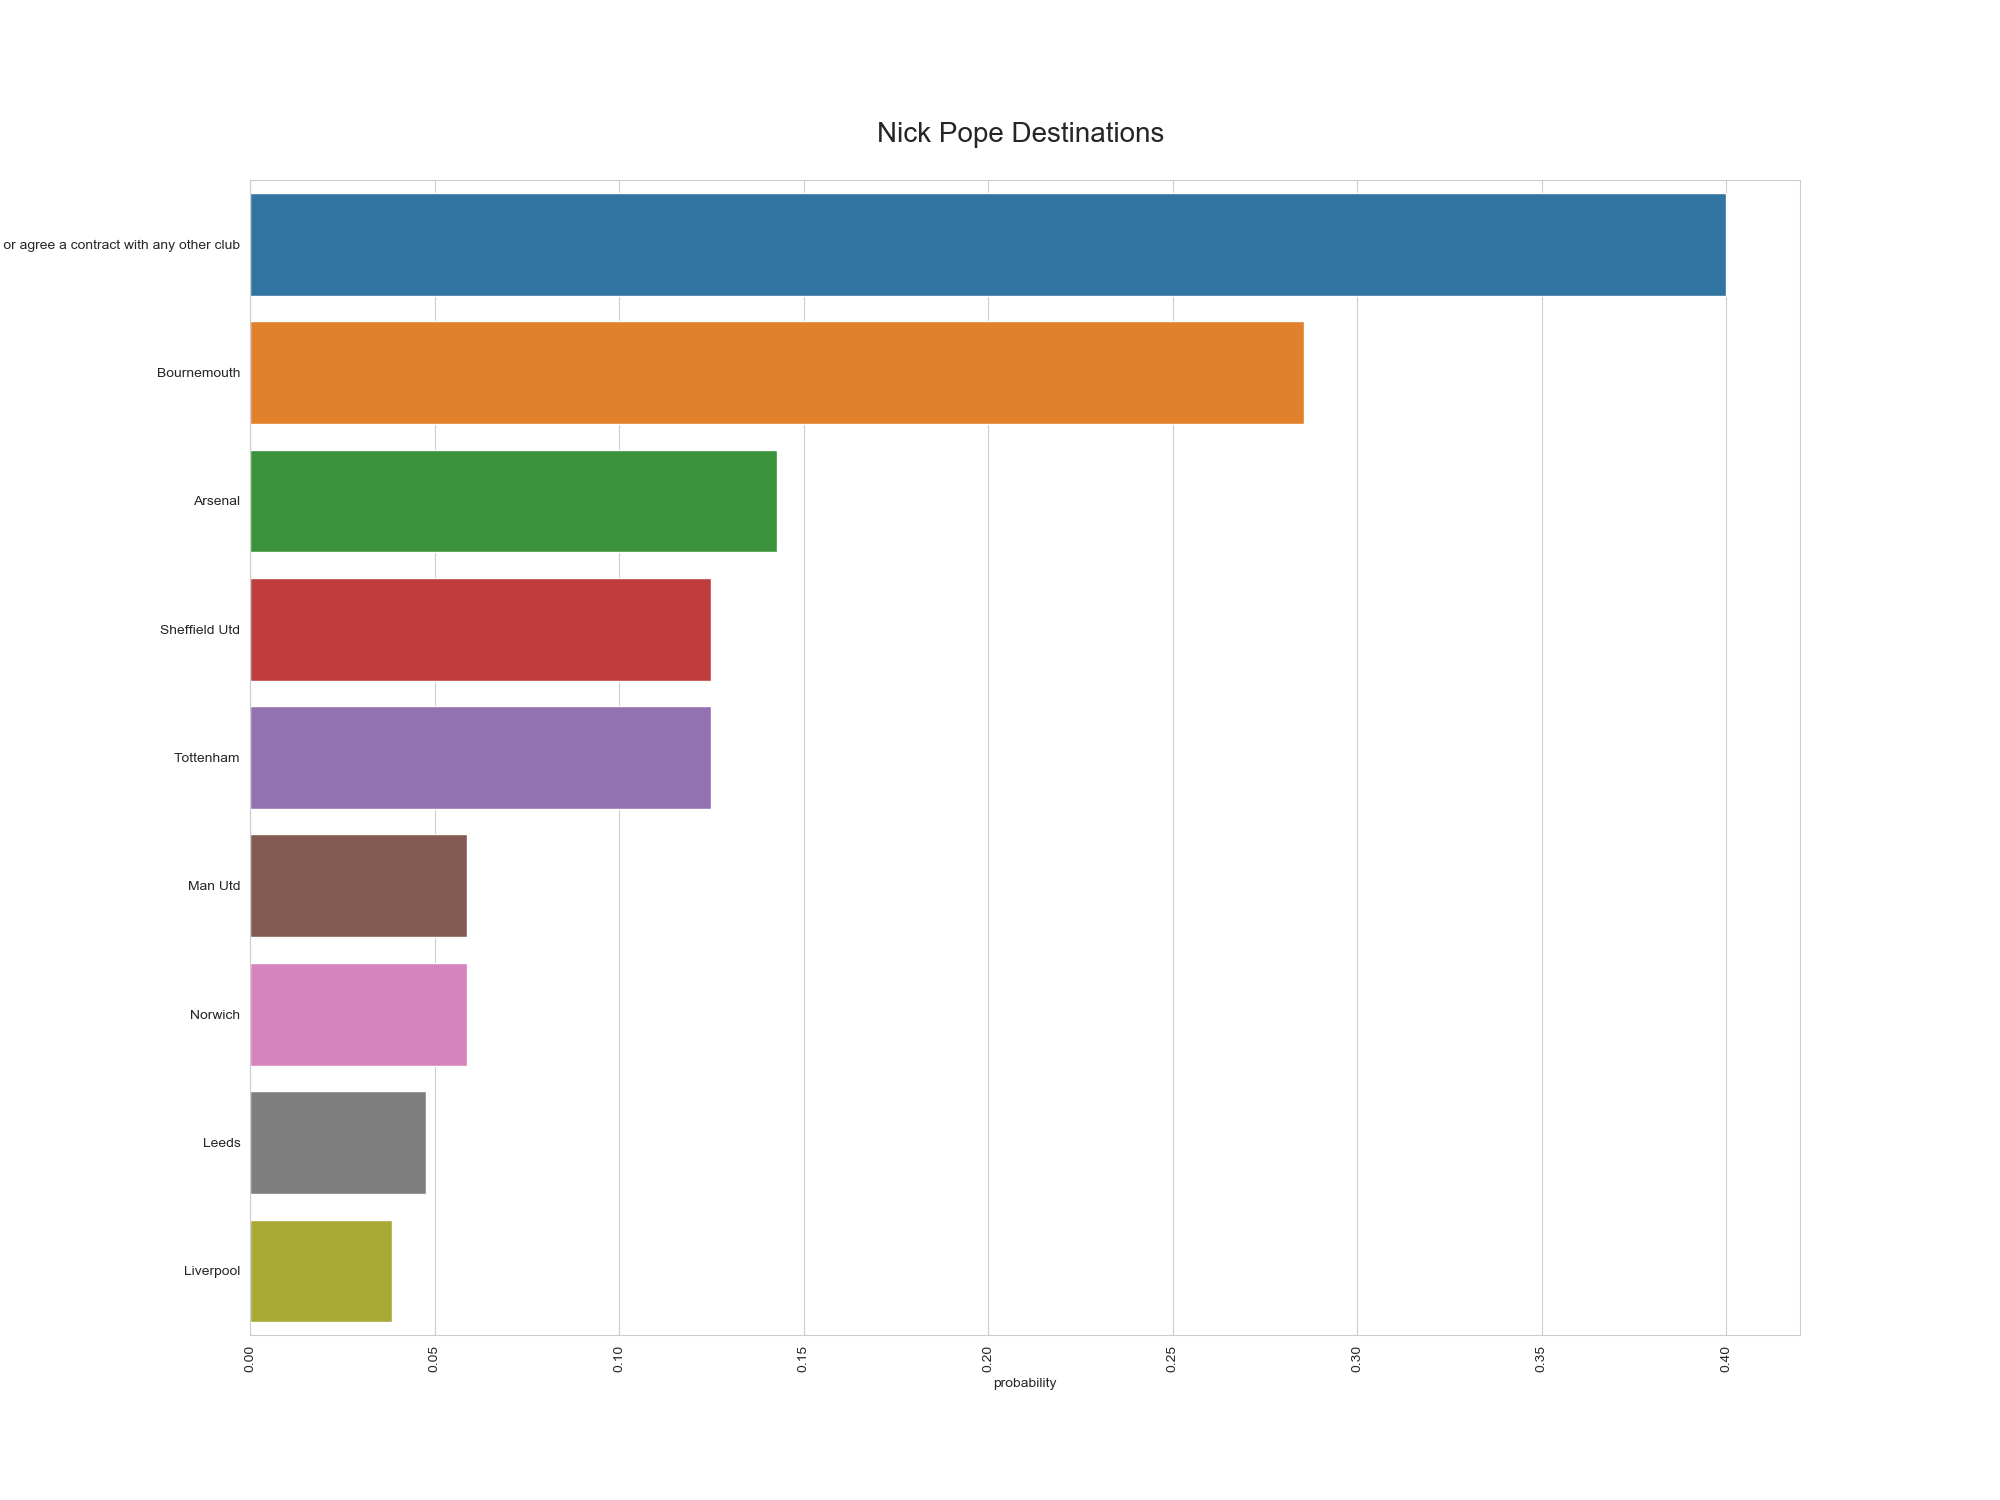 Nick Pope Destinations
or agree a contract with any other club
Bournemouth
Arsenal
Sheffield Utd
Tottenham
Man Utd
Norwich
Leeds
Liverpool
0.00
0.05
0.10
0.15
0.20
0.25
0.30
0.35
0.40
probability